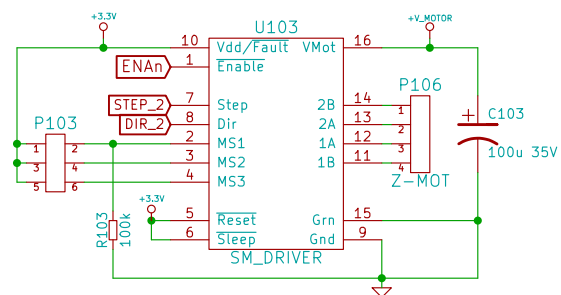 +3.3V
U103
+V_MOTOR
10 Vdd/Fault VMot 16
ENAn 1 Enable
P106
STEP_2 7 Step 2B 14 1
DIR_2 8 Dir 2A 13 2
P103
C103
1 2 2 MS1 1A 12 3
100u 35V
3 4 3 MS2 1B 11 4
5 6 4 MS3
Z-MOT
+3.3V
R103
100k
5 Reset Grn 15
6 Sleep Gnd 9
SM_DRIVER